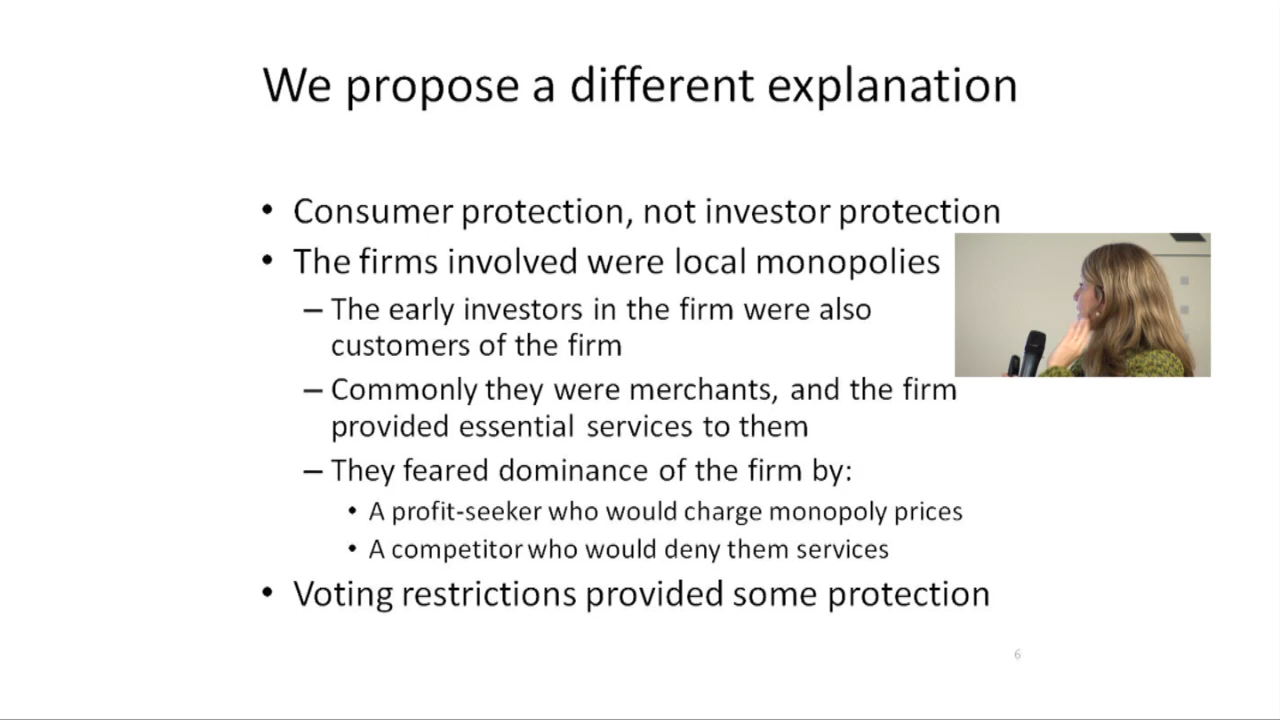 We propose a different explanation
• Consumer protection, not investor protection
• The firms involved were local monopolies
– The early investors in the firm were also
customers of the firm
– Commonly they were merchants, and the firm
provided essential services to them
– They feared dominance of the firm by:
• A profit-seeker who would charge monopoly prices
• A competitor who would deny them services
• Voting restrictions provided some protection
6